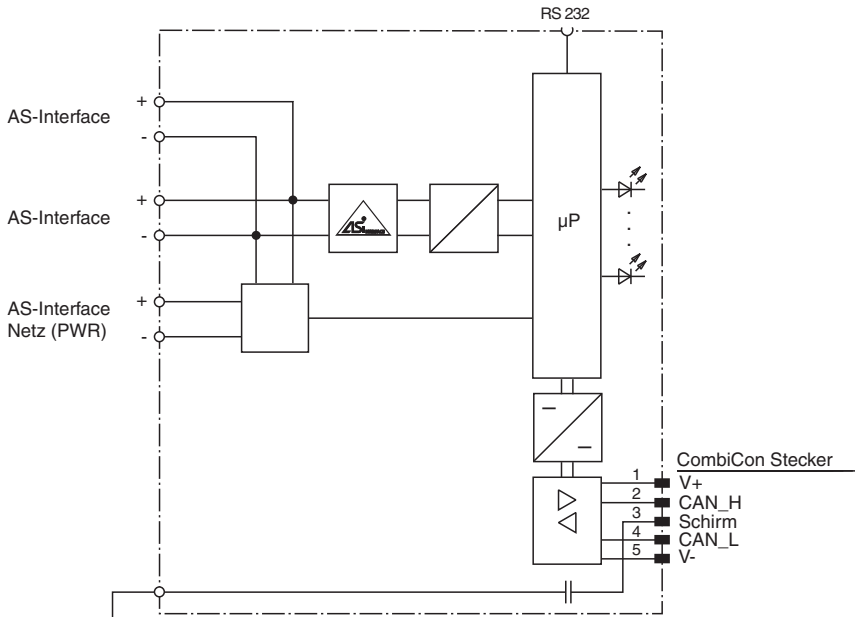 RS 232
AS-Interface
+
-
AS-Interface
+
-
µP
AS-Interface
Netz (PWR)
+
-
CombiCon Stecker
1 V+
2 CAN_H
3 Schirm
4 CAN_L
5 V-